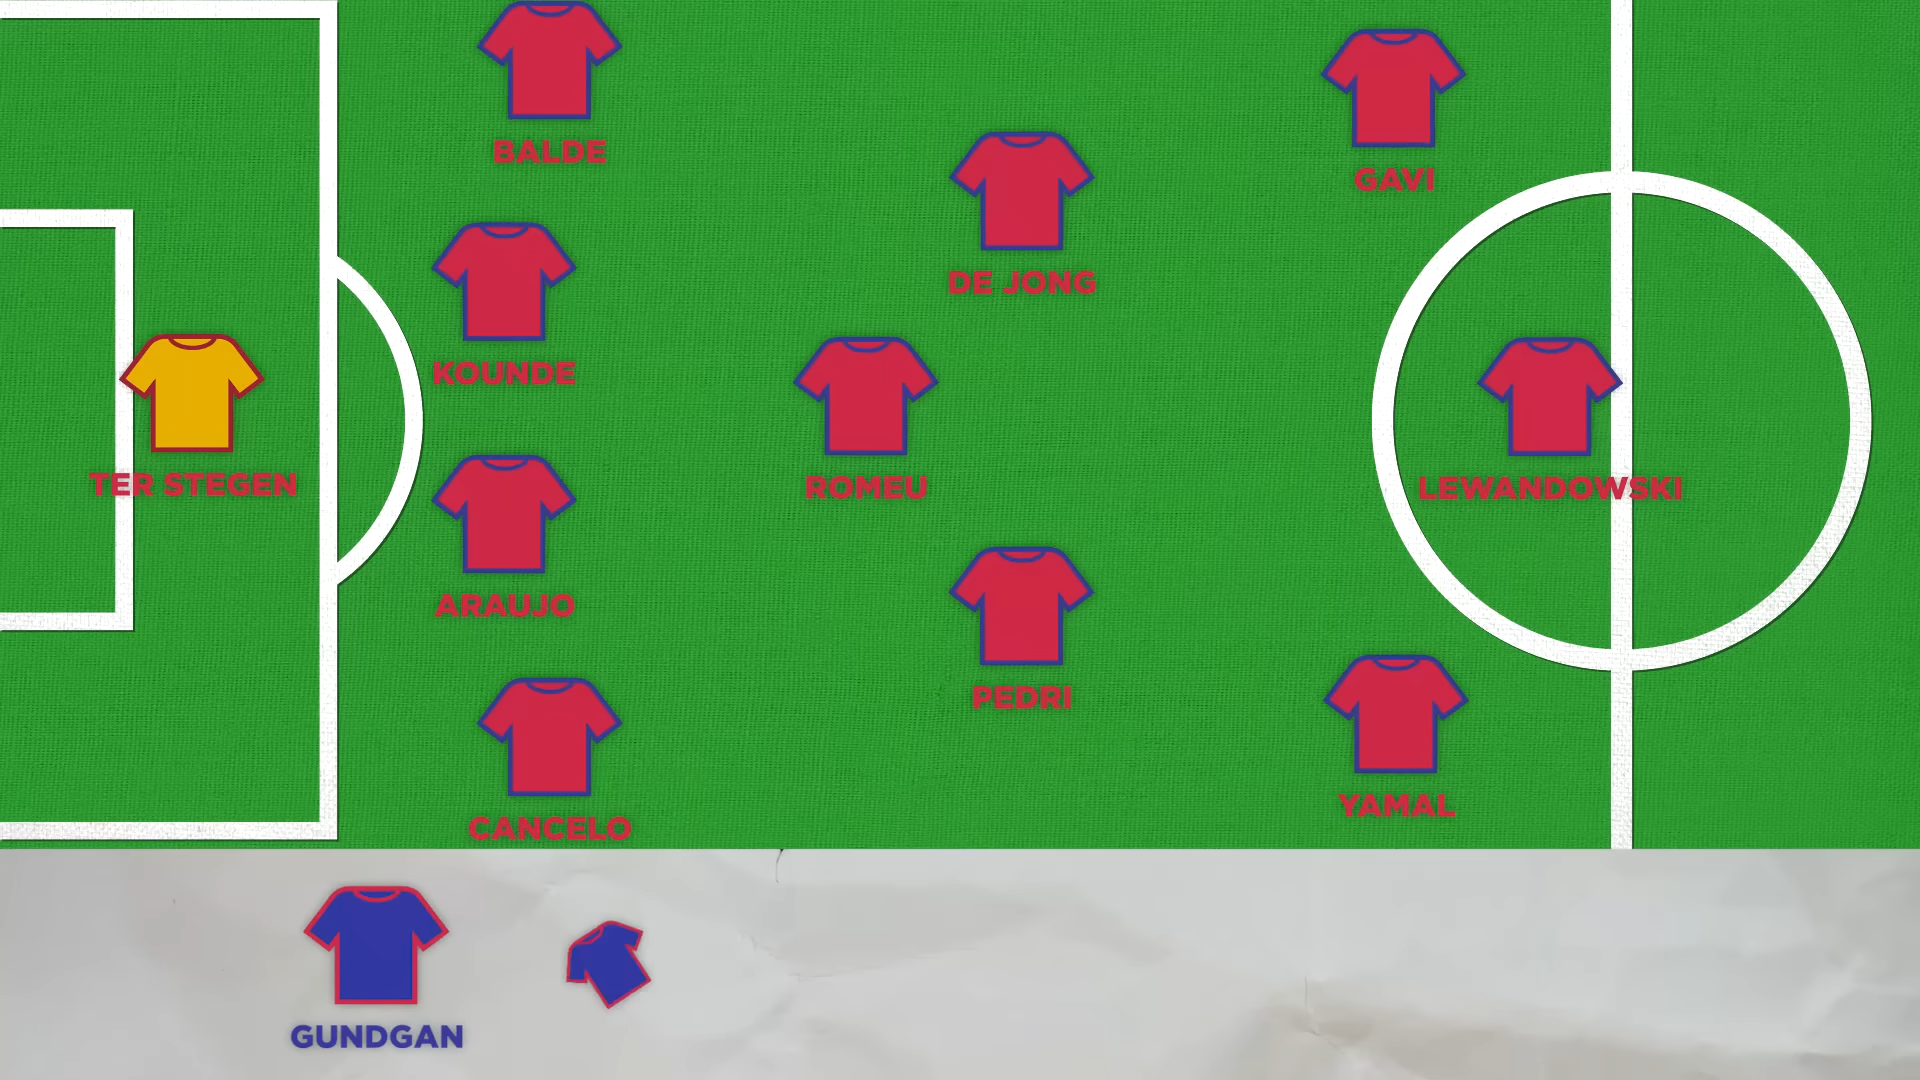 BALDE
GAVI
DE JONG
KOUNDE
TER STEGEN
ROMEU
LEWANDOWSKI
ARAUJO
PEDRI
YAMAL
CANCELO
GUNDGAN